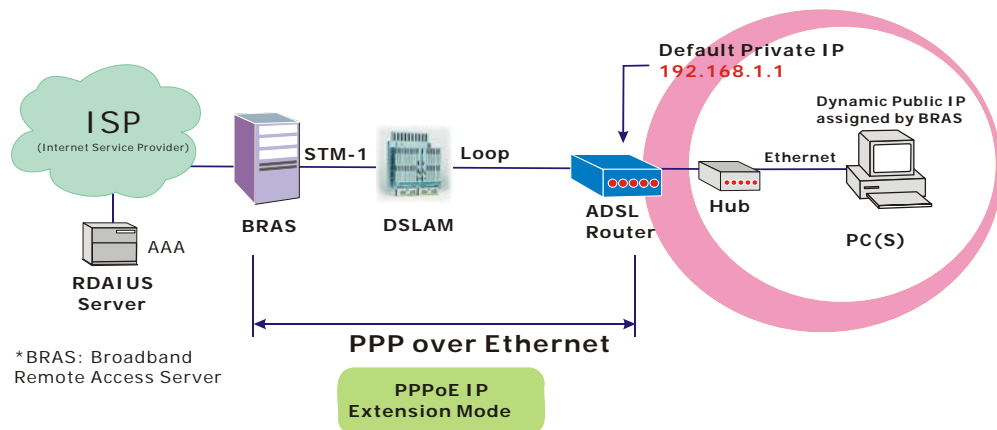 Default Private IP
192.168.1.1
ISP
(Internet Service Provider)
Dynamic Public IP
assigned by BRAS
STM-1
Loop
Ethernet
BRAS
DSLAM
ADSL
Router
Hub
PC(S)
AAA
RDAIUS
Server
PPP over Ethernet
*BRAS: Broadband
Remote Access Server
PPPoE IP
Extension Mode